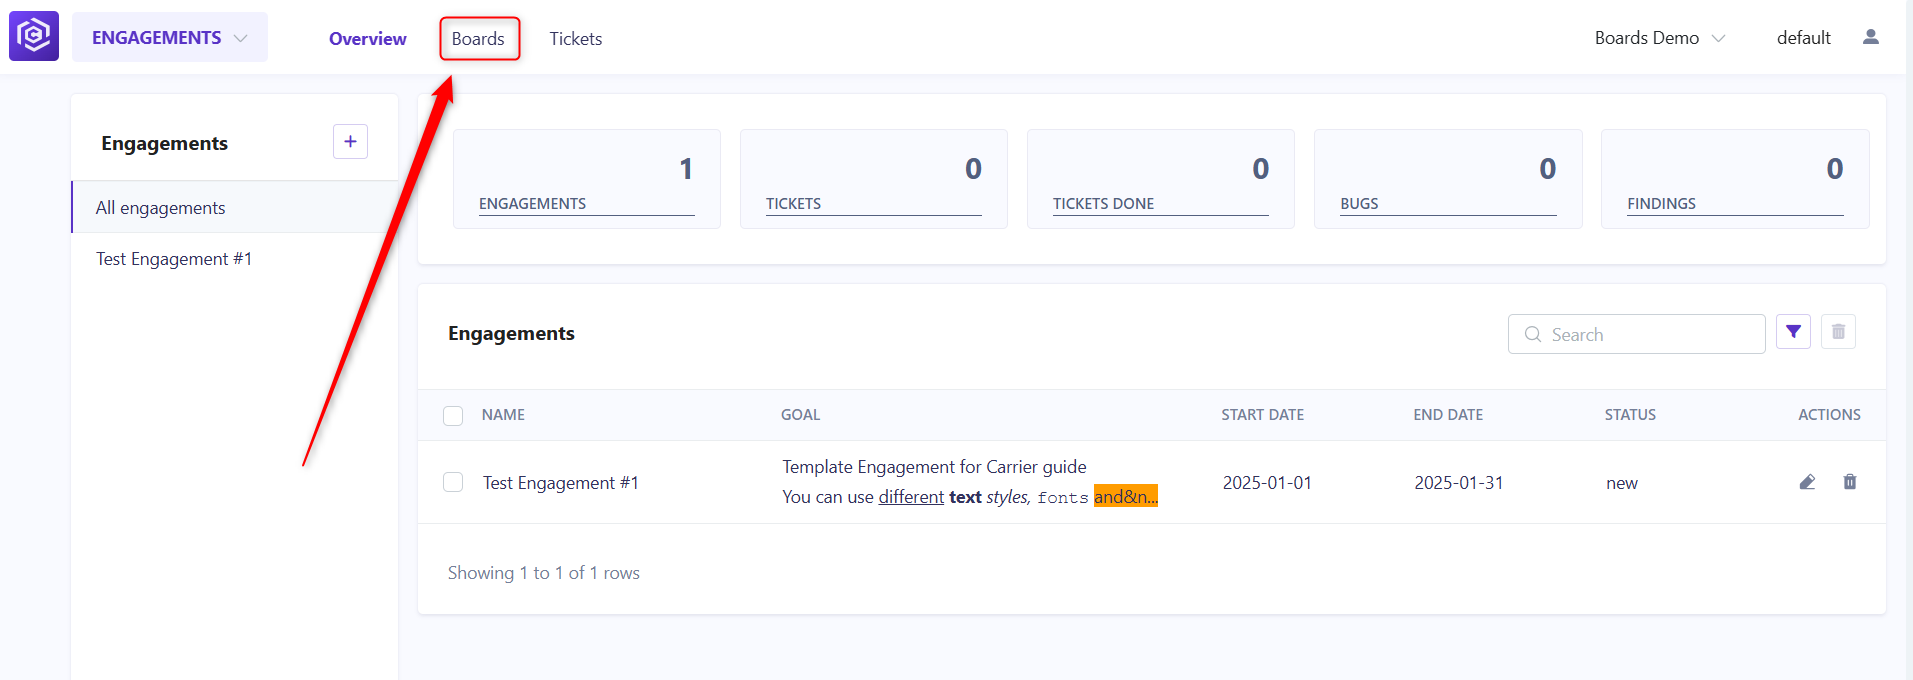 ENGAGEMENTS Overview Boards Tickets Boards Demo default
Engagements +
All engagements
Test Engagement #1
1 0 0 0 0
ENGAGEMENTS TICKETS TICKETS DONE BUGS FINDINGS
Engagements Search
NAME GOAL START DATE END DATE STATUS ACTIONS
Template Engagement for Carrier guide
Test Engagement #1 2025-01-01 2025-01-31 new
You can use different text styles, fonts and&n...
Showing 1 to 1 of 1 rows